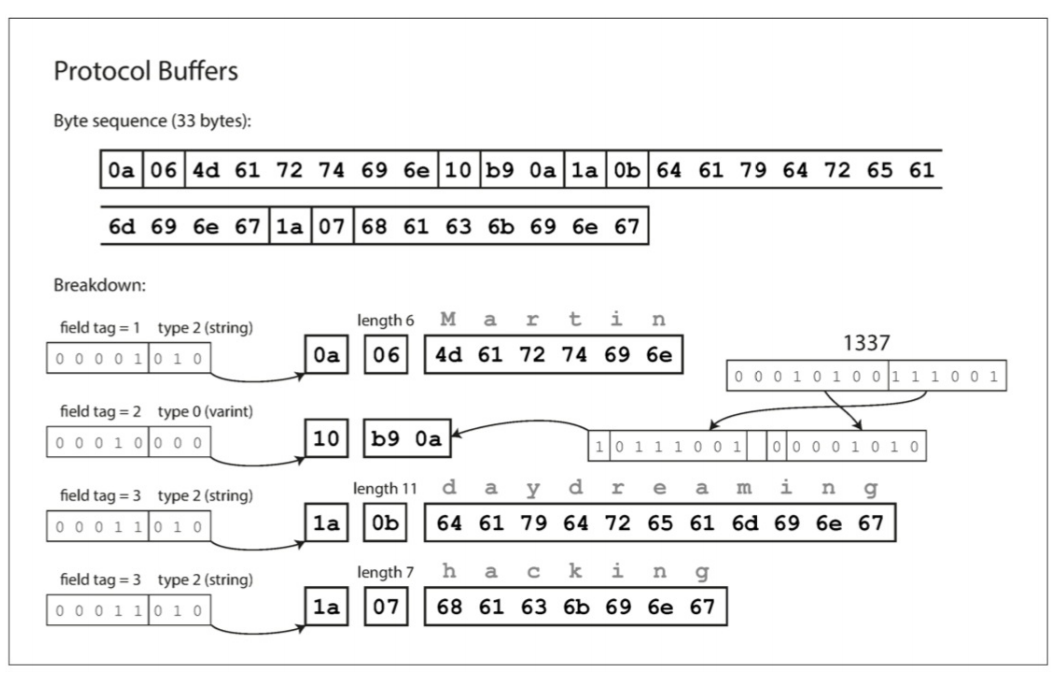 Protocol Buffers
Byte sequence (33 bytes):
0a 06 4d 61 72 74 69 6e 10 b9 0a 1a 0b 64 61 79 64 72 65 61
6d 69 6e 67 1a 07 68 61 63 6b 69 6e 67
Breakdown:
field tag = 1 type 2 (string) length 6 M a r t i n
0 0 0 0 1 0 1 0 0a 06 4d 61 72 74 69 6e
1337
0 0 0 1 0 1 0 0 1 1 1 0 0 1
field tag = 2 type 0 (varint)
0 0 0 1 0 0 0 0 10 b9 0a 1 0 1 1 1 0 0 1 0 0 0 0 1 0 1 0
field tag = 3 type 2 (string) length 11 d a y d r e a m i n g
0 0 0 1 1 0 1 0 1a 0b 64 61 79 64 72 65 61 6d 69 6e 67
field tag = 3 type 2 (string) length 7 h a c k i n g
0 0 0 1 1 0 1 0 1a 07 68 61 63 6b 69 6e 67